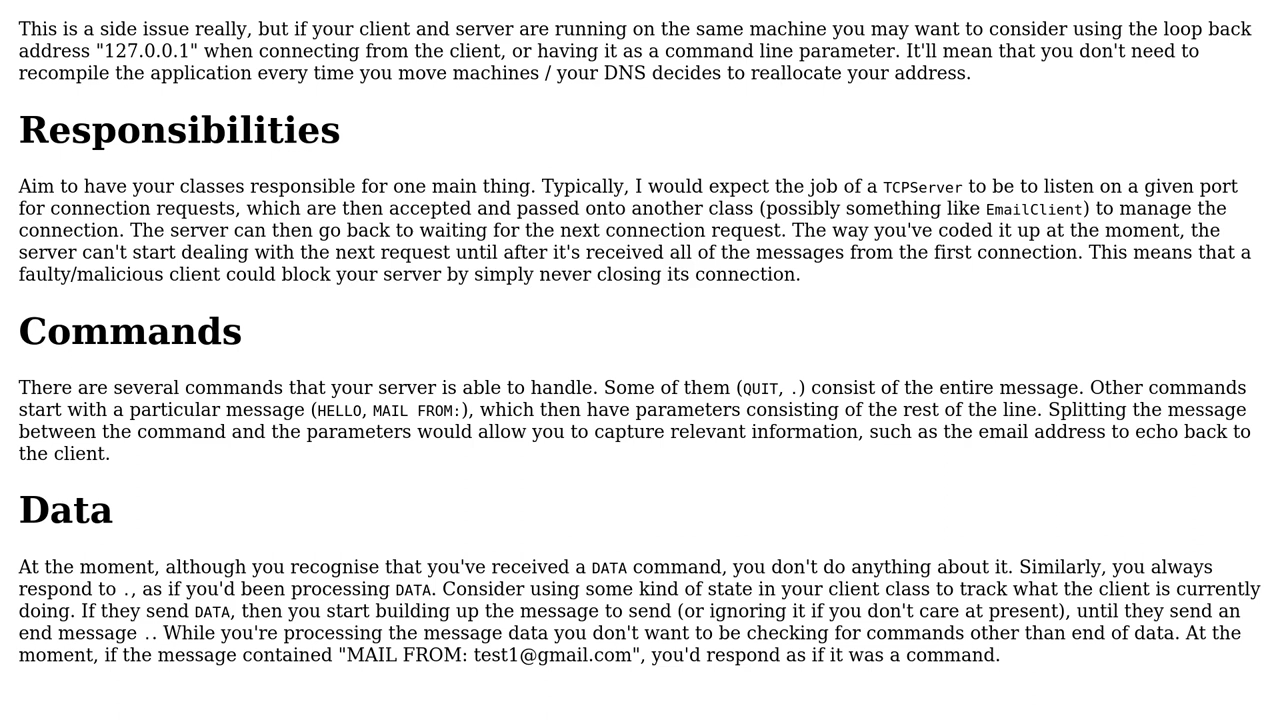 This is a side issue really, but if your client and server are running on the same machine you may want to consider using the loop back
address "127.0.0.1" when connecting from the client, or having it as a command line parameter. It'll mean that you don't need to
recompile the application every time you move machines / your DNS decides to reallocate your address.
Responsibilities
Aim to have your classes responsible for one main thing. Typically, I would expect the job of a TCPServer to be to listen on a given port
for connection requests, which are then accepted and passed onto another class (possibly something like EmailClient) to manage the
connection. The server can then go back to waiting for the next connection request. The way you've coded it up at the moment, the
server can't start dealing with the next request until after it's received all of the messages from the first connection. This means that a
faulty/malicious client could block your server by simply never closing its connection.
Commands
There are several commands that your server is able to handle. Some of them (QUIT, .) consist of the entire message. Other commands
start with a particular message (HELLO, MAIL FROM:), which then have parameters consisting of the rest of the line. Splitting the message
between the command and the parameters would allow you to capture relevant information, such as the email address to echo back to
the client.
Data
At the moment, although you recognise that you've received a DATA command, you don't do anything about it. Similarly, you always
respond to ., as if you'd been processing DATA. Consider using some kind of state in your client class to track what the client is currently
doing. If they send DATA, then you start building up the message to send (or ignoring it if you don't care at present), until they send an
end message .. While you're processing the message data you don't want to be checking for commands other than end of data. At the
moment, if the message contained "MAIL FROM: test1@gmail.com", you'd respond as if it was a command.